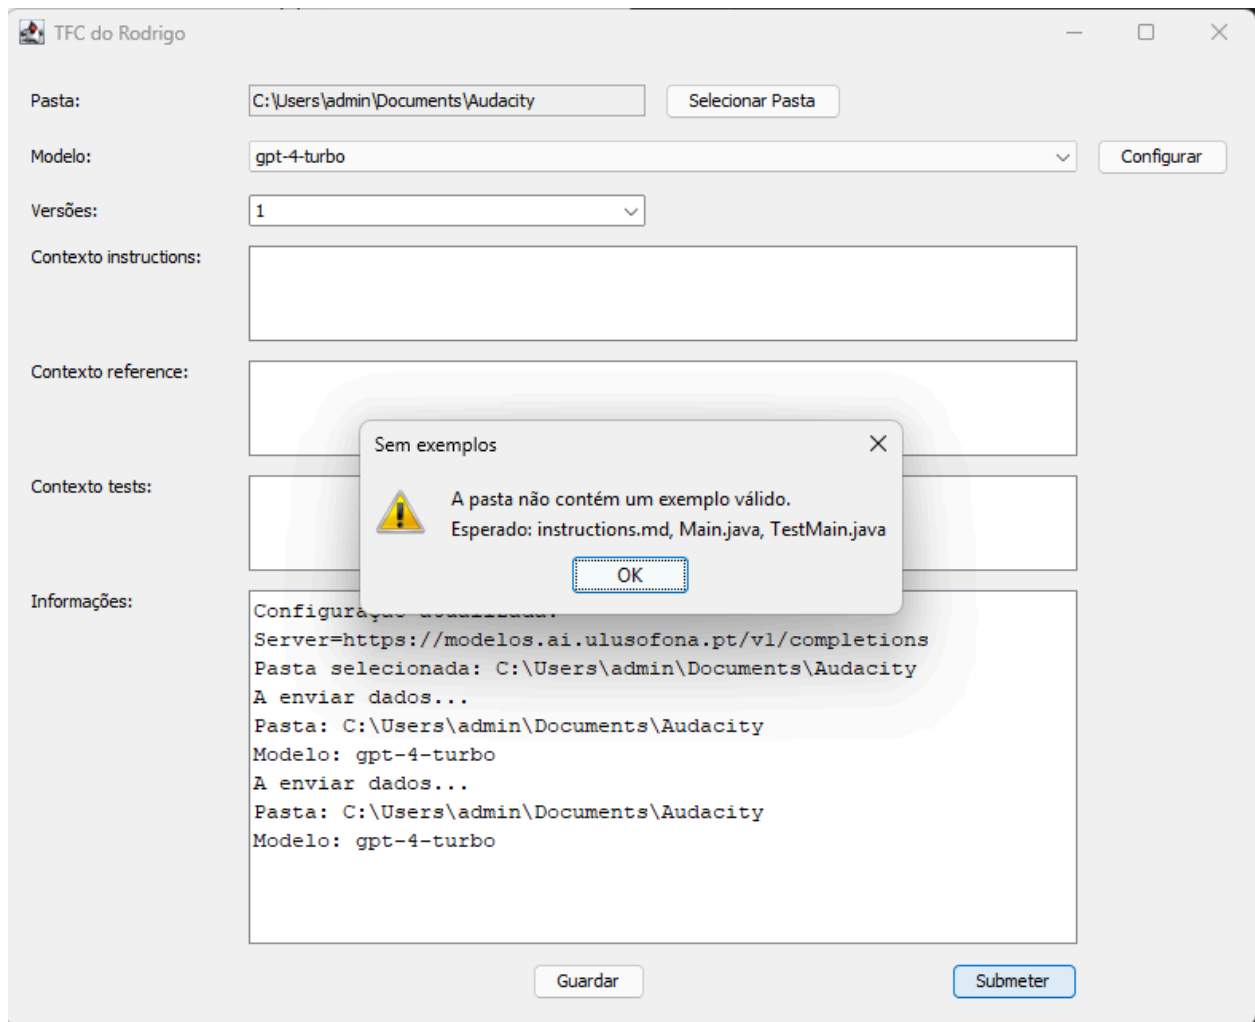 TFC do Rodrigo
Pasta:
C:\Users\admin\Documents\Audacity
Selecionar Pasta
Modelo:
gpt-4-turbo
Configurar
Versões:
1
Contexto instructions:
Contexto reference:
Sem exemplos
A pasta não contém um exemplo válido.
Esperado: instructions.md, Main.java, TestMain.java
OK
Contexto tests:
Informações:
Server=https://modelos.ai.ulusofona.pt/v1/completions
Pasta selecionada: C:\Users\admin\Documents\Audacity
A enviar dados...
Pasta: C:\Users\admin\Documents\Audacity
Modelo: gpt-4-turbo
A enviar dados...
Pasta: C:\Users\admin\Documents\Audacity
Modelo: gpt-4-turbo
Guardar
Submeter